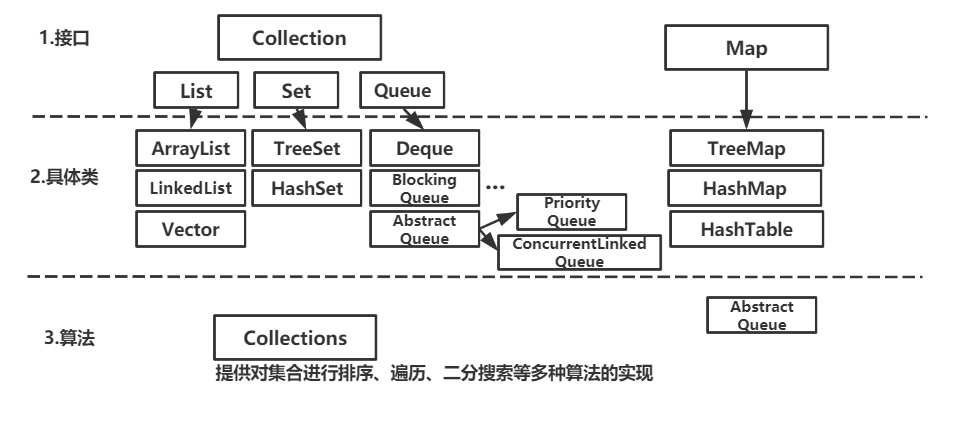 1.接口
Collection
Map
List
Set
Queue
2.具体类
ArrayList
TreeSet
Deque
TreeMap
LinkedList
HashSet
Blocking
Queue
...
HashMap
Vector
Abstract
Queue
Priority
Queue
ConcurrentLinked
Queue
HashTable
3.算法
Collections
Abstract
Queue
提供对集合进行排序、遍历、二分搜索等多种算法的实现